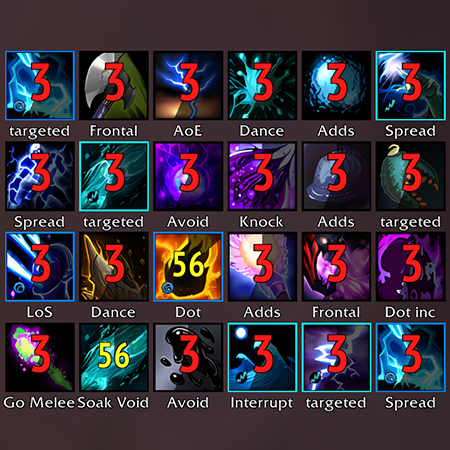 3 3 3 3 3 3
targeted Frontal AoE Dance Adds Spread
3 3 3 3 3 3
Spread targeted Avoid Knock Adds targeted
3 3 56 3 3 3
LoS Dance Dot Adds Frontal Dot inc
3 56 3 3 3 3
Go Melee Soak Void Avoid Interrupt targeted Spread